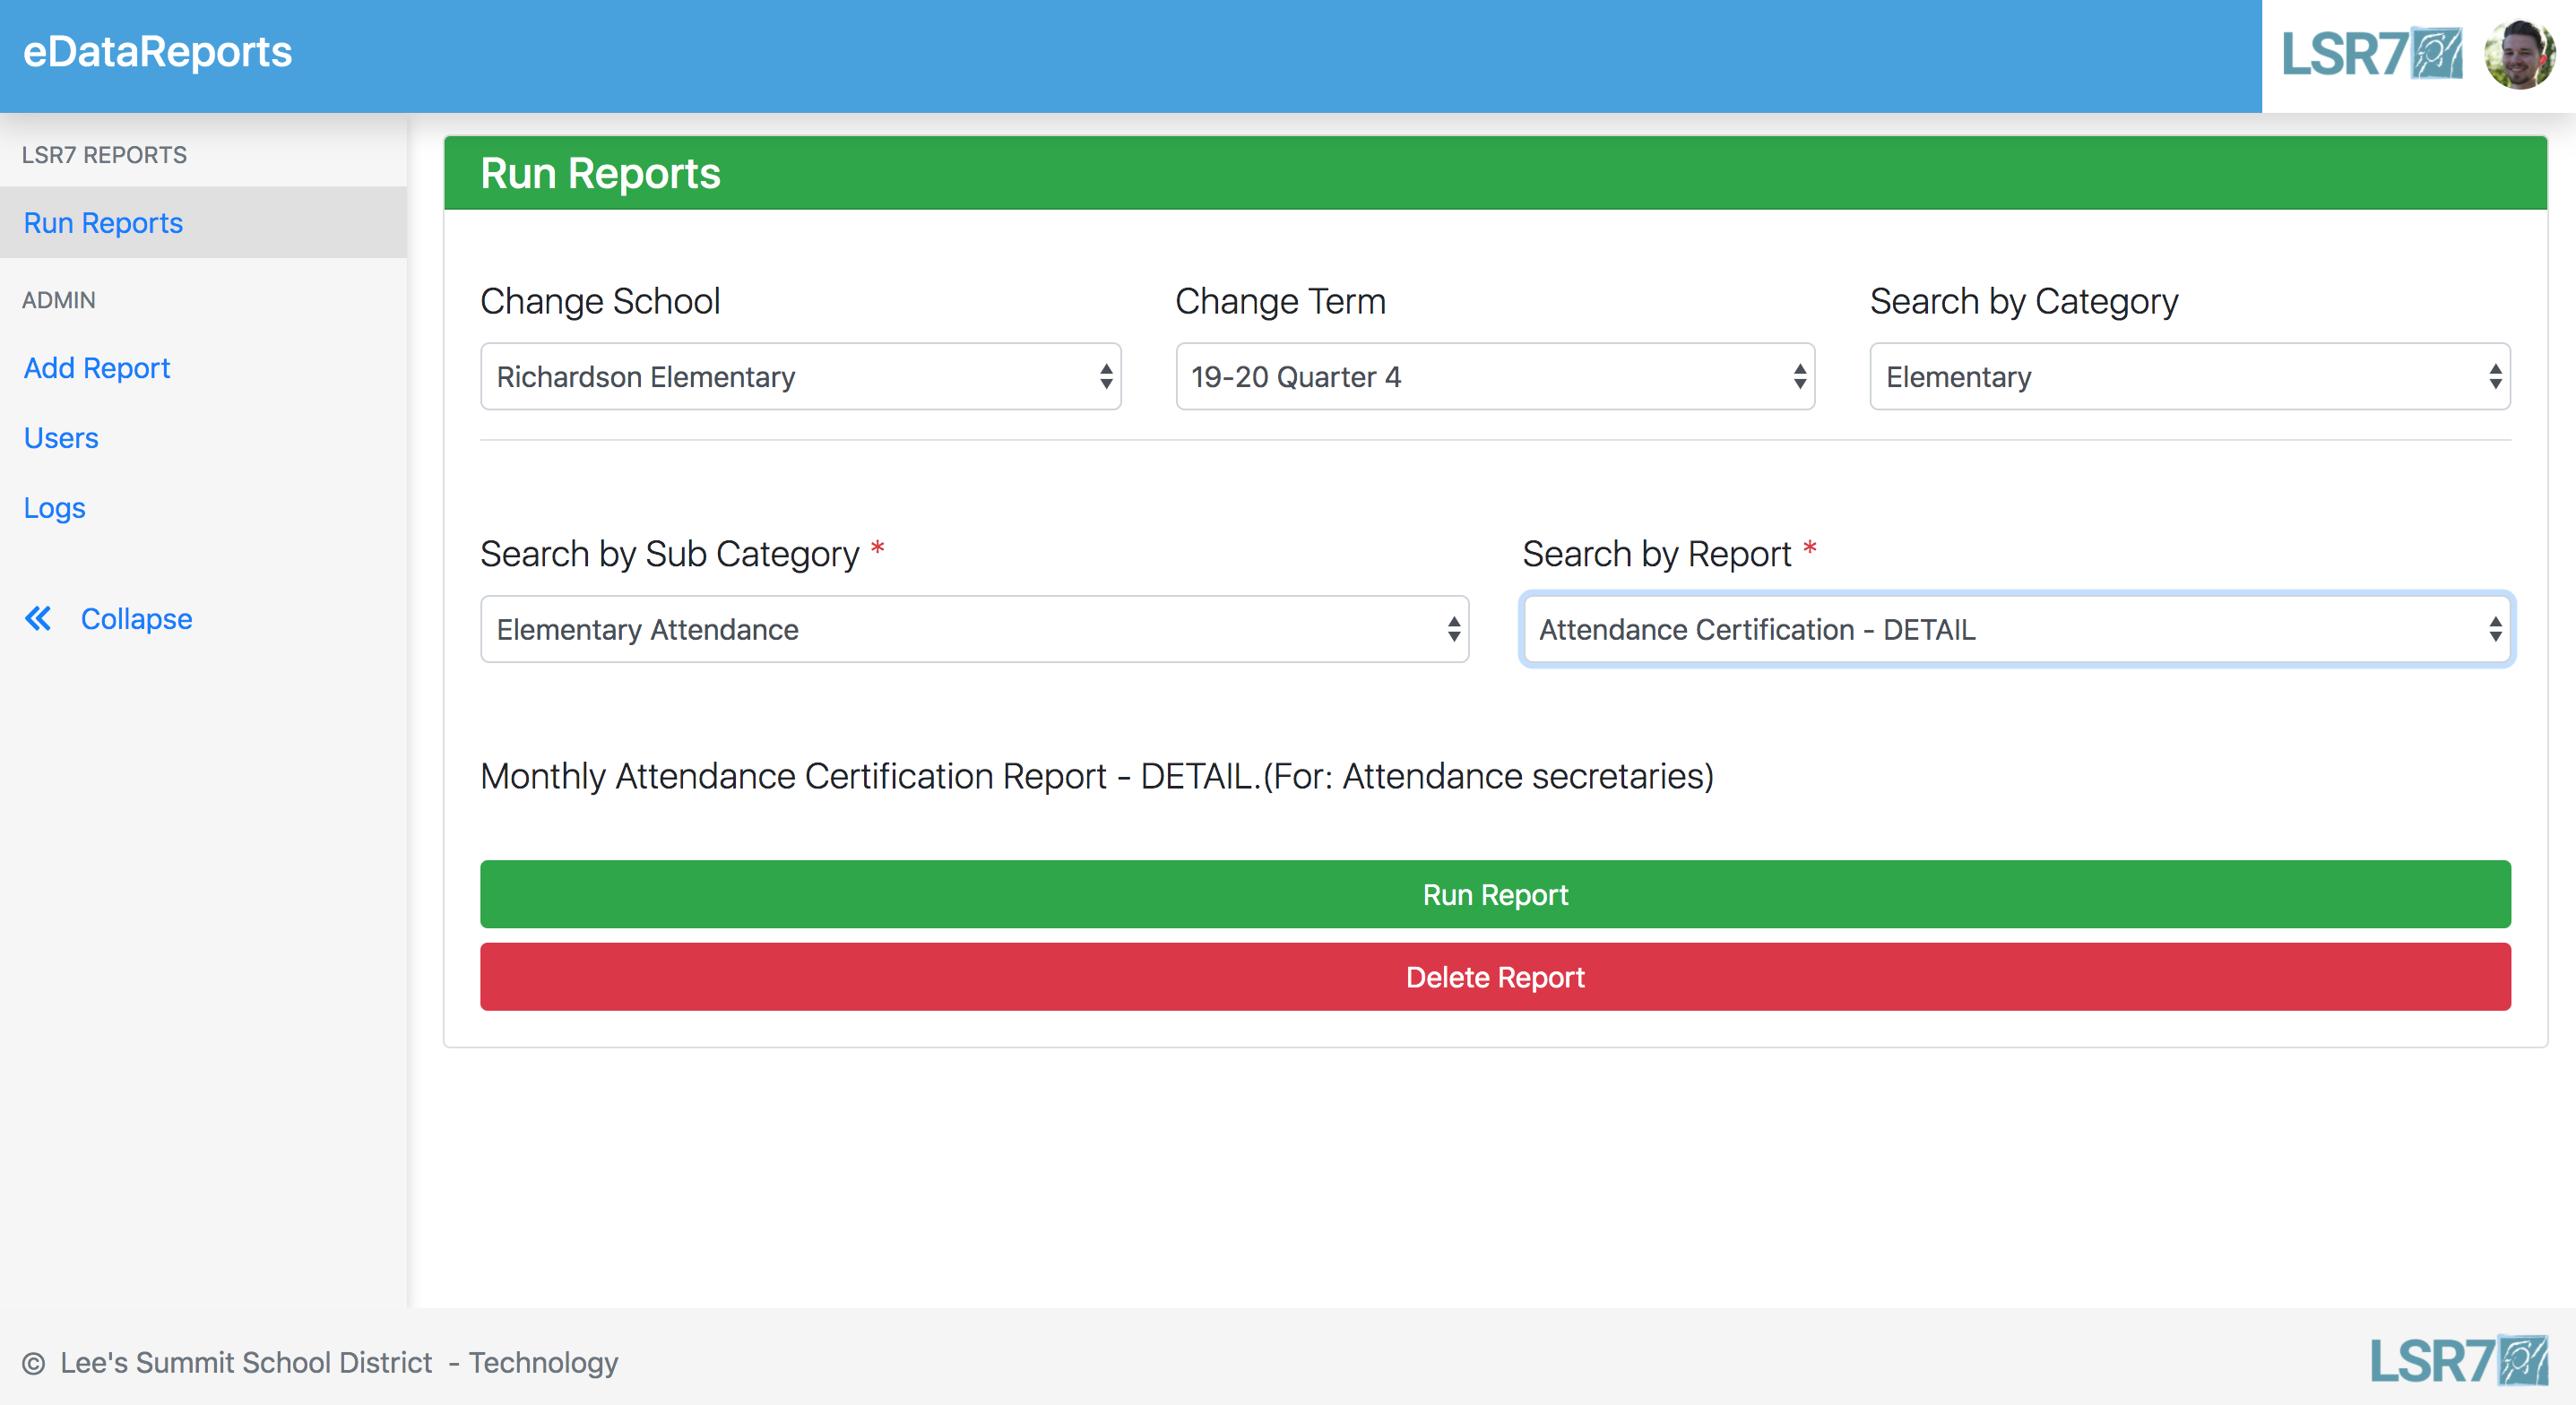 eDataReports
LSR7
LSR7 REPORTS
Run Reports
ADMIN
Add Report
Users
Logs
Collapse
Run Reports
Change School
Richardson Elementary
Change Term
19-20 Quarter 4
Search by Category
Elementary
Search by Sub Category *
Elementary Attendance
Search by Report *
Attendance Certification - DETAIL
Monthly Attendance Certification Report - DETAIL.(For: Attendance secretaries)
Run Report
Delete Report
© Lee's Summit School District - Technology
LSR7